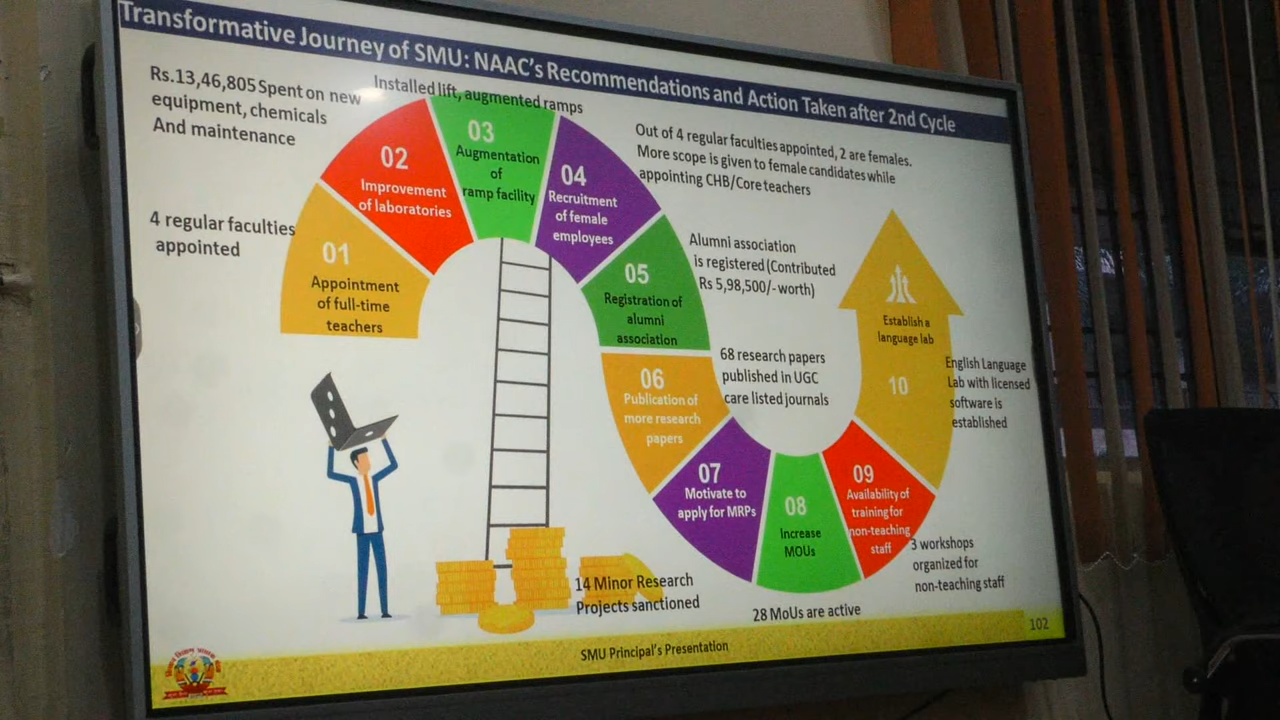 Transformative Journey of SMU: NAAC's Recommendations and Action Taken after 2nd Cycle
Rs.13,46,805 Spent on new
equipment, chemicals
And maintenance
Installed lift, augmented ramps
Out of 4 regular faculties appointed, 2 are females.
More scope is given to female candidates while
appointing CHB/Core teachers
4 regular faculties
appointed
01
Appointment
of full-time
teachers
02
Improvement
of laboratories
03
Augmentation
of
ramp facility
04
Recruitment
of female
employees
05
Registration of
alumni
association
Alumni association
is registered (Contributed
Rs 5,98,500/- worth)
06
Publication of
more research
papers
68 research papers
published in UGC
care listed journals
07
Motivate to
apply for MRPs
14 Minor Research
Projects sanctioned
08
Increase
MOUs
28 MoUs are active
09
Availability of
training for
non-teaching
staff
3 workshops
organized for
non-teaching staff
Establish a
language lab
10
English Language
Lab with licensed
software is
established
SMU Principal's Presentation
102